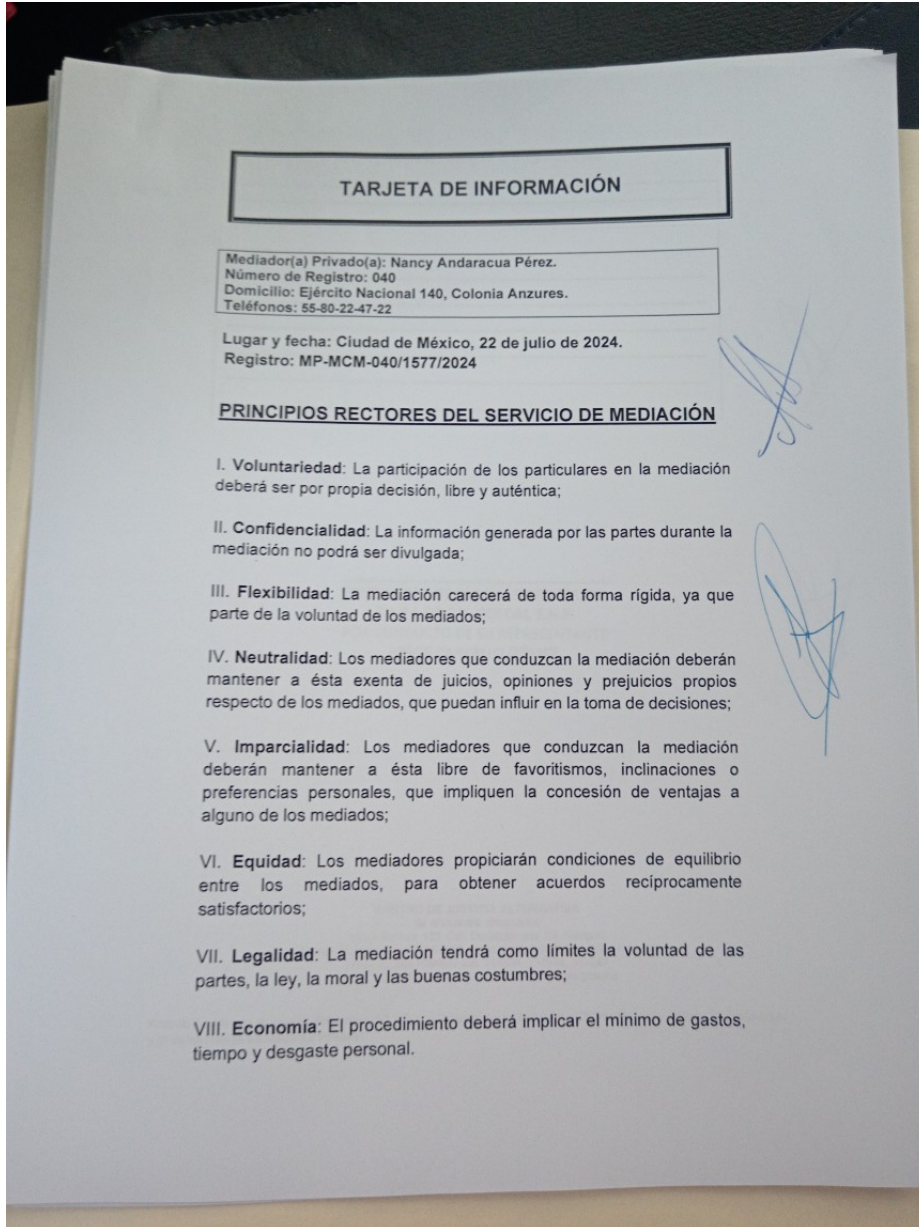 TARJETA DE INFORMACIÓN
Mediador(a) Privado(a): Nancy Andaracua Pérez.
Número de Registro: 040
Domicilio: Ejército Nacional 140, Colonia Anzures.
Teléfonos: 55-80-22-47-22
Lugar y fecha: Ciudad de México, 22 de julio de 2024.
Registro: MP-MCM-040/1577/2024
PRINCIPIOS RECTORES DEL SERVICIO DE MEDIACIÓN
I. Voluntariedad: La participación de los particulares en la mediación
deberá ser por propia decisión, libre y auténtica;
II. Confidencialidad: La información generada por las partes durante la
mediación no podrá ser divulgada;
III. Flexibilidad: La mediación carecerá de toda forma rígida, ya que
parte de la voluntad de los mediados;
IV. Neutralidad: Los mediadores que conduzcan la mediación deberán
mantener a ésta exenta de juicios, opiniones y prejuicios propios
respecto de los mediados, que puedan influir en la toma de decisiones;
V. Imparcialidad: Los mediadores que conduzcan la mediación
deberán mantener a ésta libre de favoritismos, inclinaciones o
preferencias personales, que impliquen la concesión de ventajas a
alguno de los mediados;
VI. Equidad: Los mediadores propiciarán condiciones de equilibrio
entre los mediados, para obtener acuerdos recíprocamente
satisfactorios;
VII. Legalidad: La mediación tendrá como límites la voluntad de las
partes, la ley, la moral y las buenas costumbres;
VIII. Economía: El procedimiento deberá implicar el mínimo de gastos,
tiempo y desgaste personal.